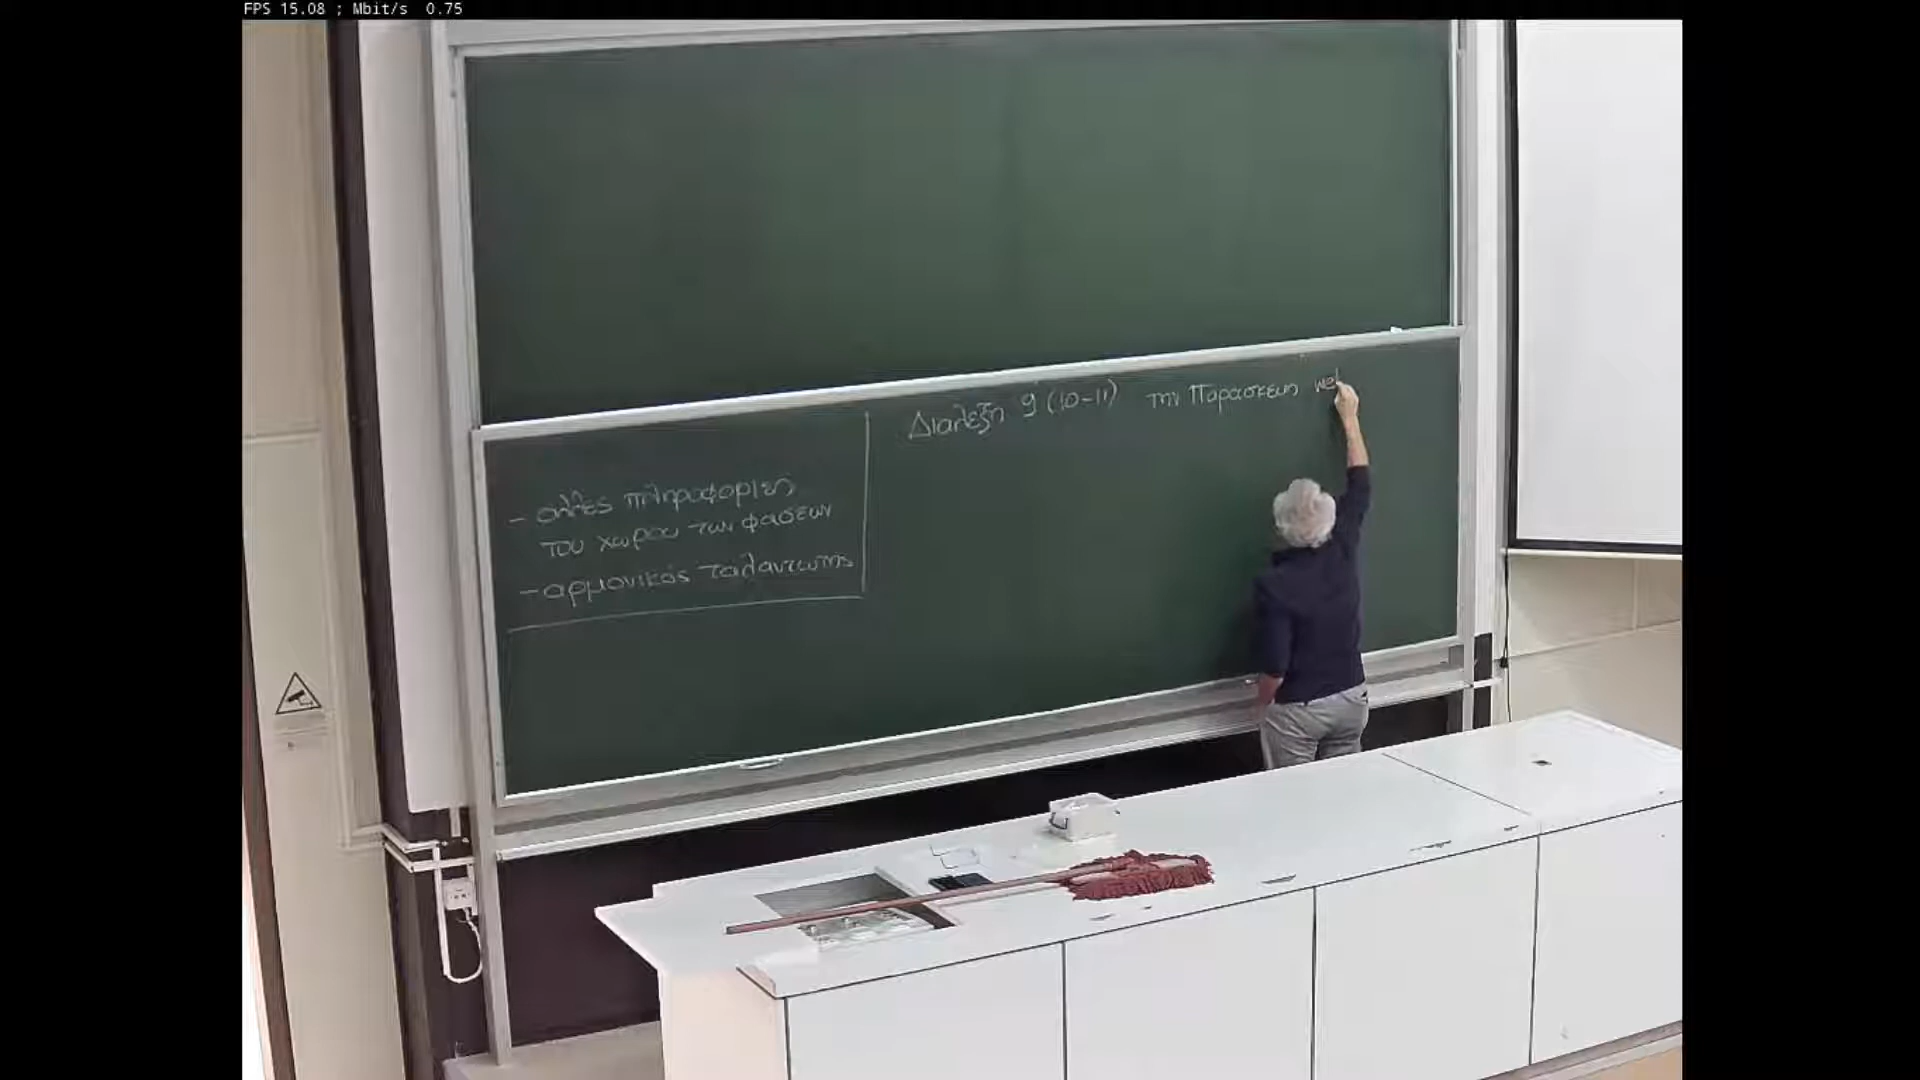 FPS 15.08 ; Mbit/s 0.75
Διαλεξη 9 (10-11) την Παρασκευη
- αλλες πληροφοριες
του χωρου των φασεων
- αρμονικός ταλαντωτης